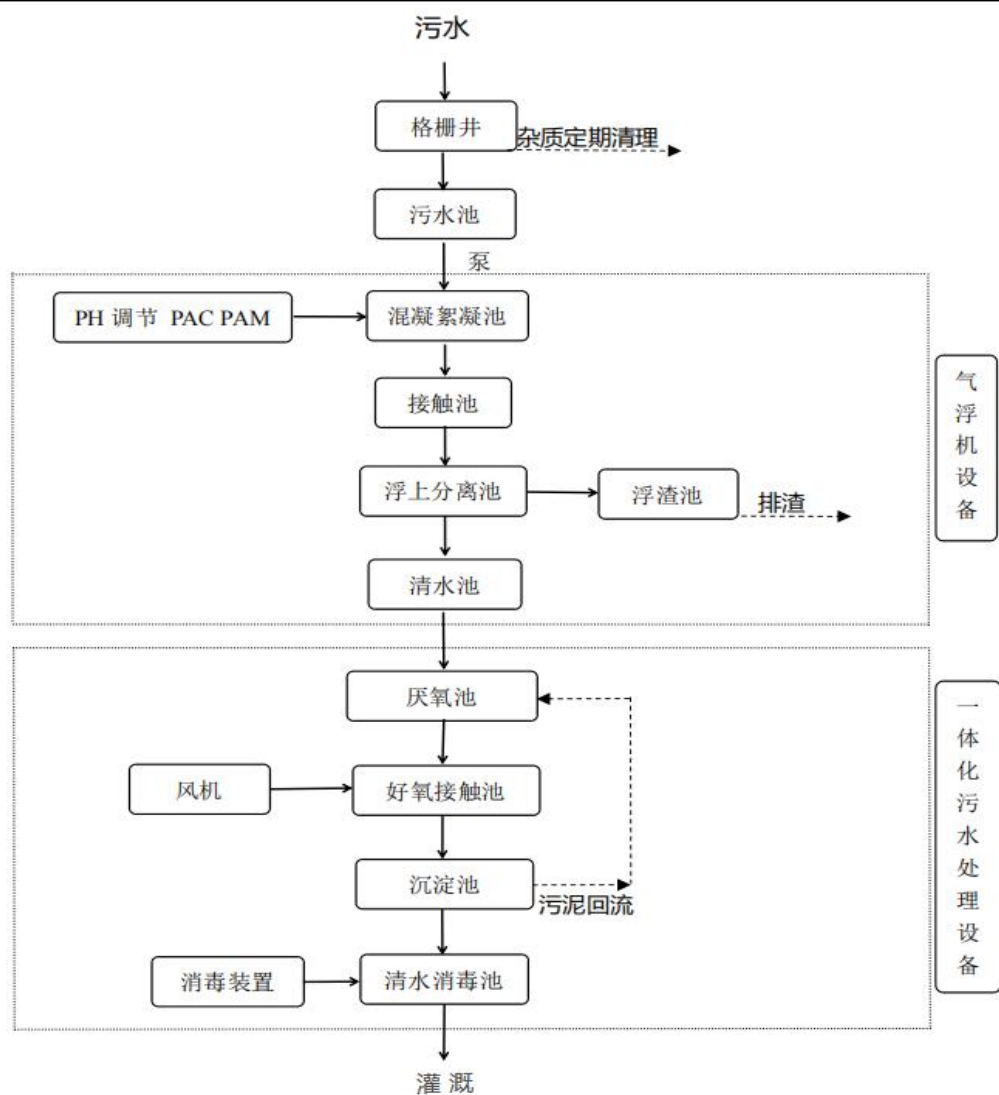 污水
格栅井
杂质定期清理
污水池
泵
PH 调节 PAC PAM
混凝絮凝池
接触池
浮上分离池
浮渣池
排渣
清水池
气浮机设备
厌氧池
风机
好氧接触池
沉淀池
污泥回流
消毒装置
清水消毒池
一体化污水处理设备
灌溉